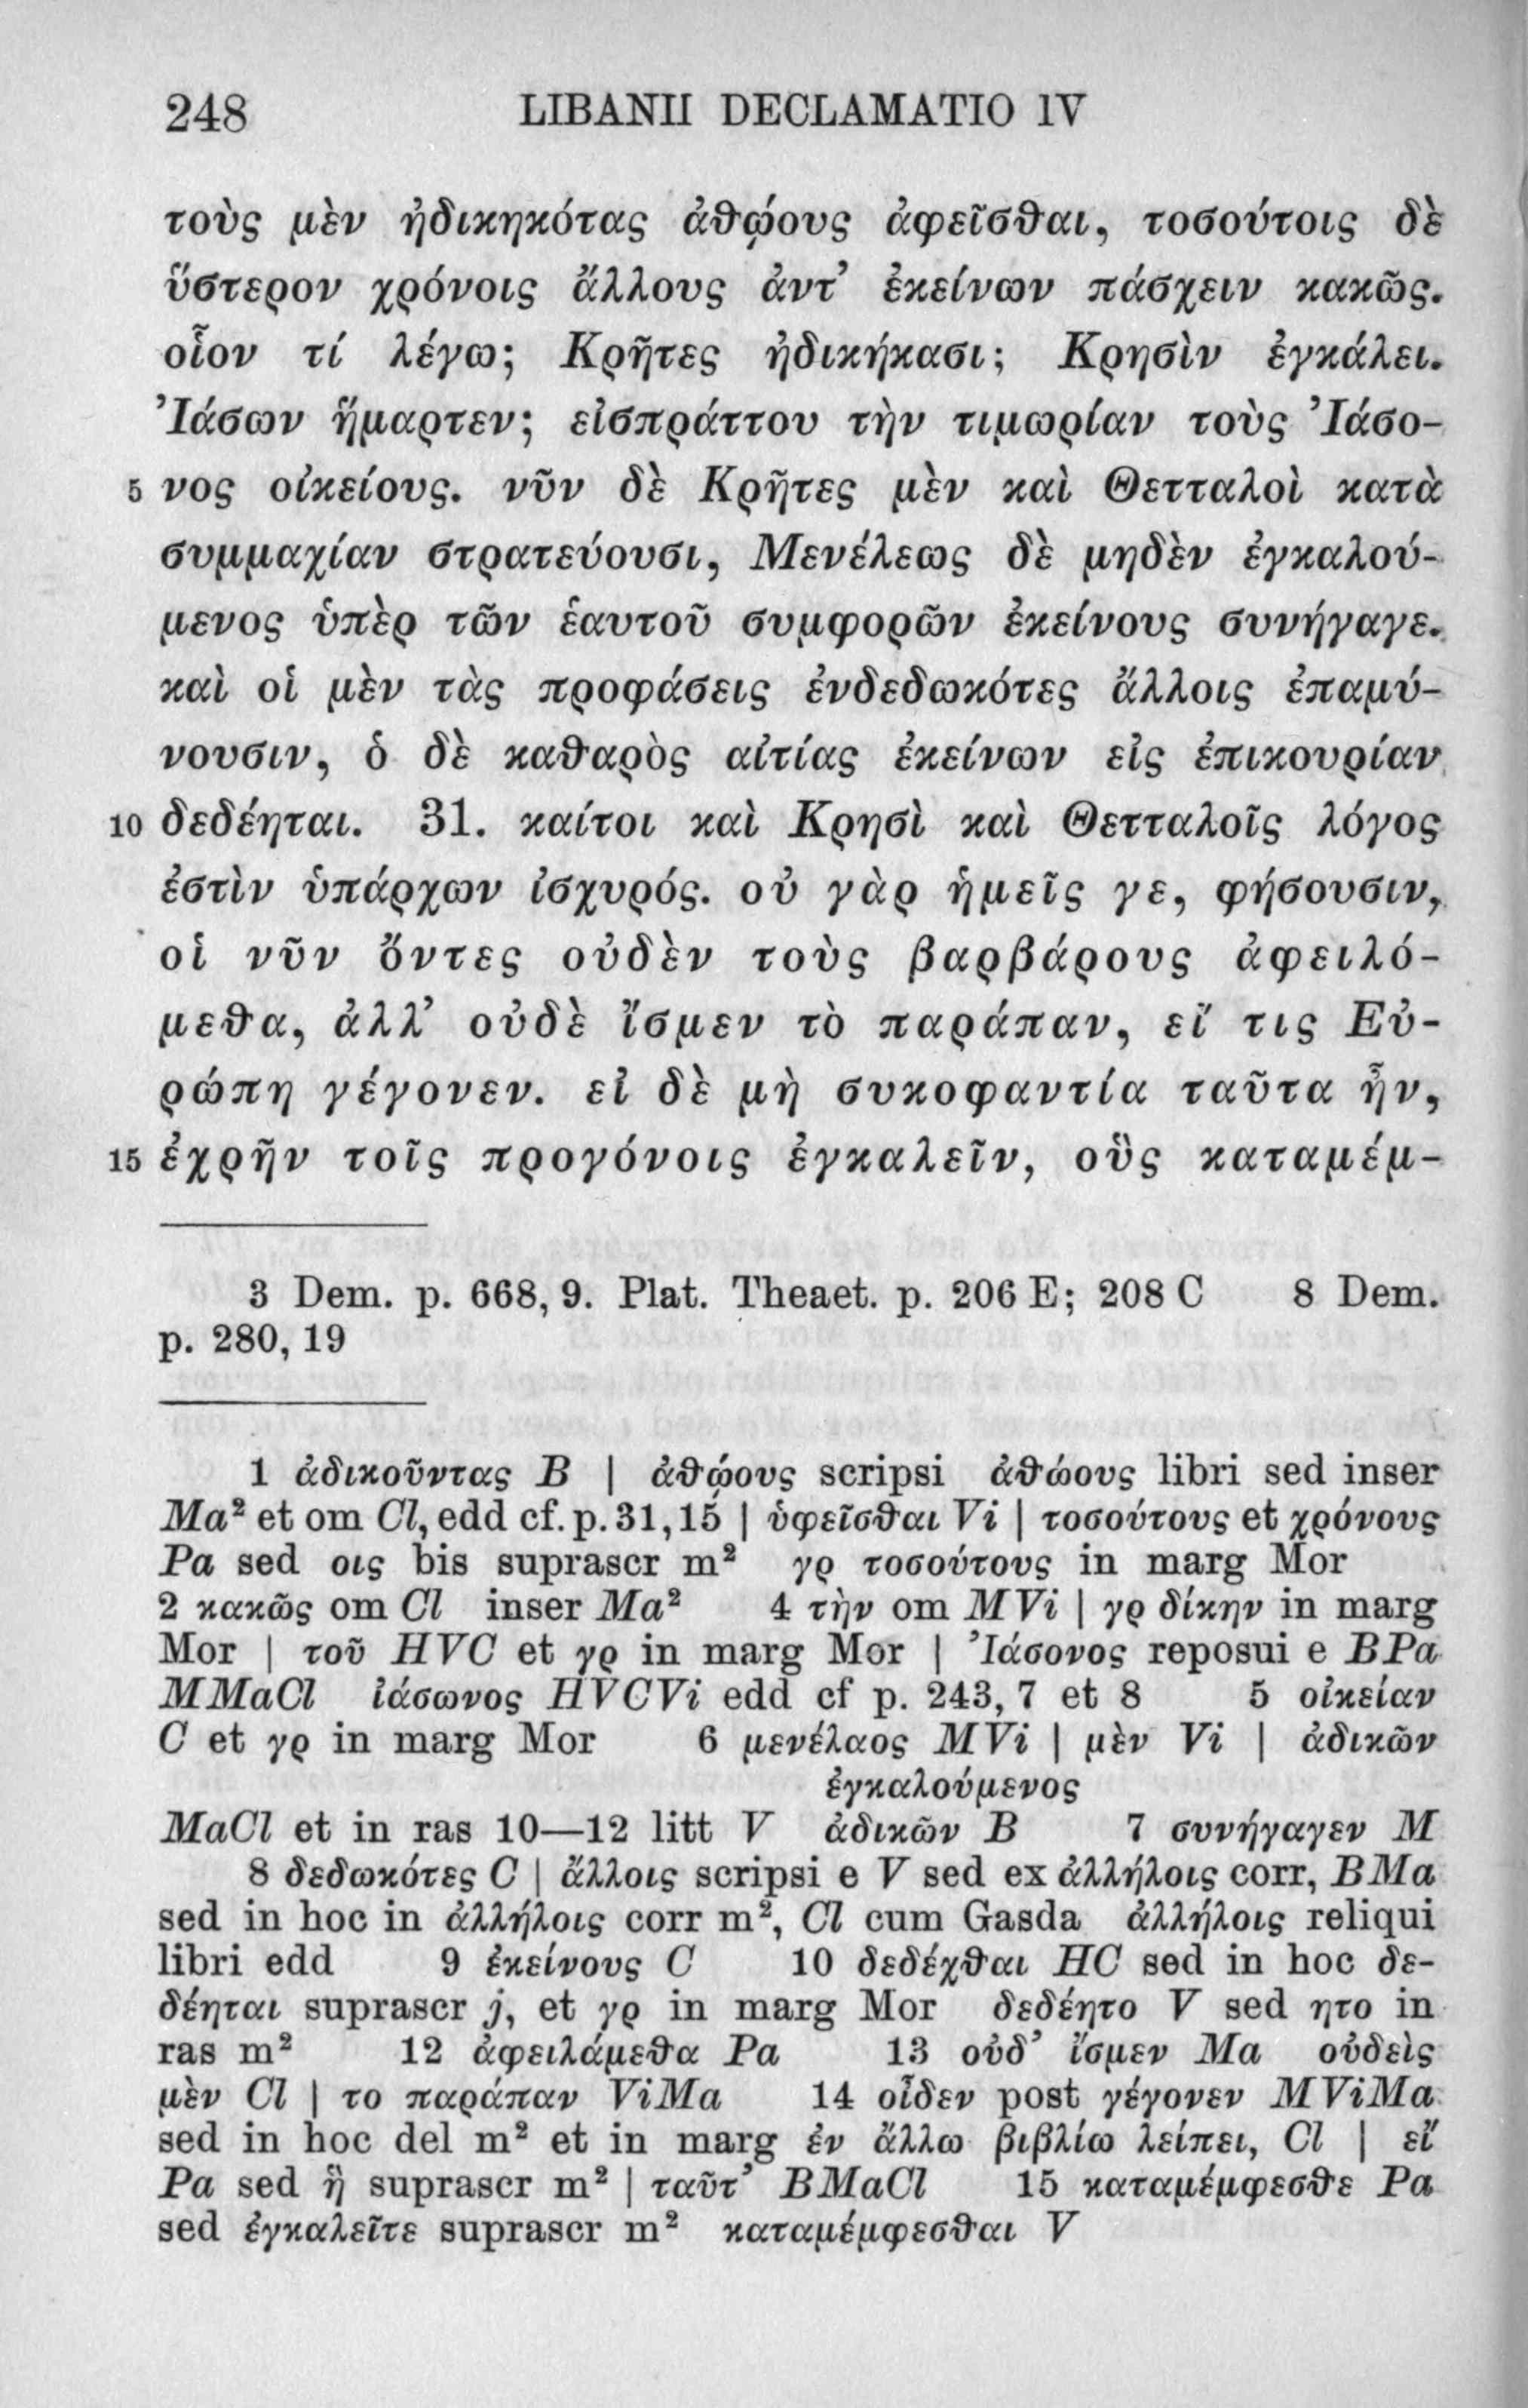 248 LIBANII DECLAMATIO IV
τοὺς μὲν ἠδικηκότας ἀθῴους ἀφεῖσθαι, τοσούτοις δὲ
ὕστερον χρόνοις ἄλλους ἀντ’ ἐκείνων πάσχειν κακῶς.
οἷον τί λέγω; Κρῆτες ἠδικήκασι; Κρησὶν ἐγκάλει.
Ἰάσων ἥμαρτεν; εἰσπράττου τὴν τιμωρίαν τοὺς Ἰάσο-
5 νος οἰκείους. νῦν δὲ Κρῆτες μὲν καὶ Θετταλοὶ κατὰ
συμμαχίαν στρατεύουσι, Μενέλεως δὲ μηδὲν ἐγκαλού-
μενος ὑπὲρ τῶν ἑαυτοῦ συμφορῶν ἐκείνους συνήγαγε.
καὶ οἱ μὲν τὰς προφάσεις ἐνδεδωκότες ἄλλοις ἐπαμύ-
νουσιν, ὁ δὲ καθαρὸς αἰτίας ἐκείνων εἰς ἐπικουρίαν
10 δεδέηται. 31. καίτοι καὶ Κρησὶ καὶ Θετταλοῖς λόγος
ἐστὶν ὑπάρχων ἰσχυρός. οὐ γὰρ ἡμεῖς γε, φήσουσιν,
οἱ νῦν ὄντες οὐδὲν τοὺς βαρβάρους ἀφειλό-
μεθα, ἀλλ’ οὐδὲ ἴσμεν τὸ παράπαν, εἴ τις Εὐ-
ρώπη γέγονεν. εἰ δὲ μὴ συκοφαντία ταῦτα ἦν,
15 ἐχρῆν τοῖς προγόνοις ἐγκαλεῖν, οὓς καταμέμ-
3 Dem. p. 668, 9. Plat. Theaet. p. 206 E; 208 C 8 Dem.
p. 280, 19
1 ἀδικοῦντας B | ἀθῴους scripsi ἀθώους libri sed inser
Ma² et om Cl, edd cf. p. 31, 15 | ὑφεῖσθαι Vi | τοσούτους et χρόνους
Pa sed οις bis suprascr m² γρ τοσούτους in marg Mor
2 κακῶς om Cl inser Ma² 4 τὴν om M Vi | γρ δίκην in marg
Mor | τοῦ HVC et γρ in marg Mor | Ἰάσονος reposui e BPa
MMaCl ἰάσωνος HVCVi edd cf p. 243, 7 et 8 5 οἰκείαν
C et γρ in marg Mor 6 μενέλαος M Vi | μὲν Vi | ἀδικῶν
ἐγκαλούμενος
MaCl et in ras 10—12 litt V ἀδικῶν B 7 συνήγαγεν M
8 δεδωκότες C | ἄλλοις scripsi e V sed ex ἀλλήλοις corr, BMa
sed in hoc in ἀλλήλοις corr m², Cl cum Gasda ἀλλήλοις reliqui
libri edd 9 ἐκείνους C 10 δεδέχθαι HC sed in hoc δε-
δέηται suprascr j, et γρ in marg Mor δεδέητο V sed ητο in
ras m² 12 ἀφειλάμεθα Pa 13 οὐδ’ ἴσμεν Ma οὐδεὶς
μὲν Cl | το παράπαν ViMa 14 οἶδεν post γέγονεν MViMa
sed in hoc del m² et in marg ἐν ἄλλω βιβλίω λείπει, Cl | εἴ
Pa sed ἢ suprascr m² | ταῦτ’ BMaCl 15 καταμέμφεσθε Pa
sed ἐγκαλεῖτε suprascr m² καταμέμφεσθαι V